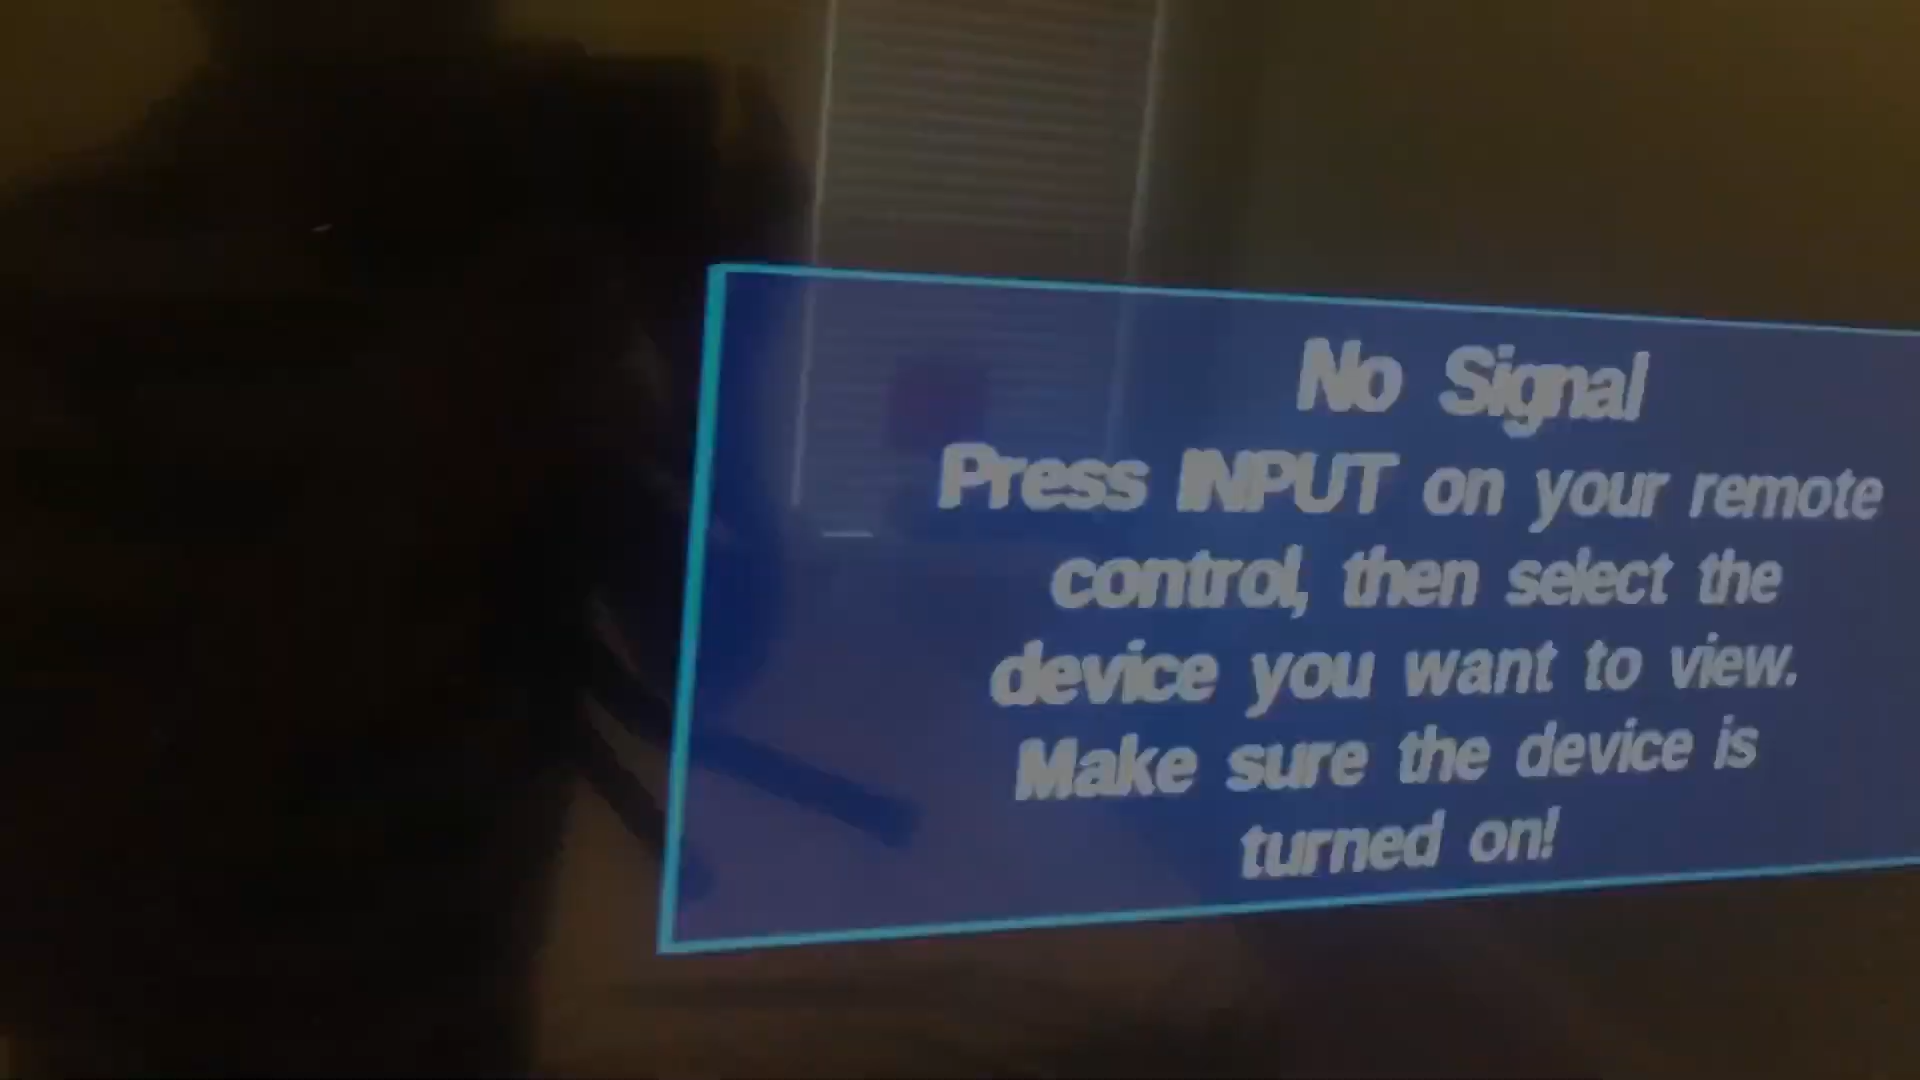 No Signal
Press INPUT on your remote
control, then select the
device you want to view.
Make sure the device is
turned on!